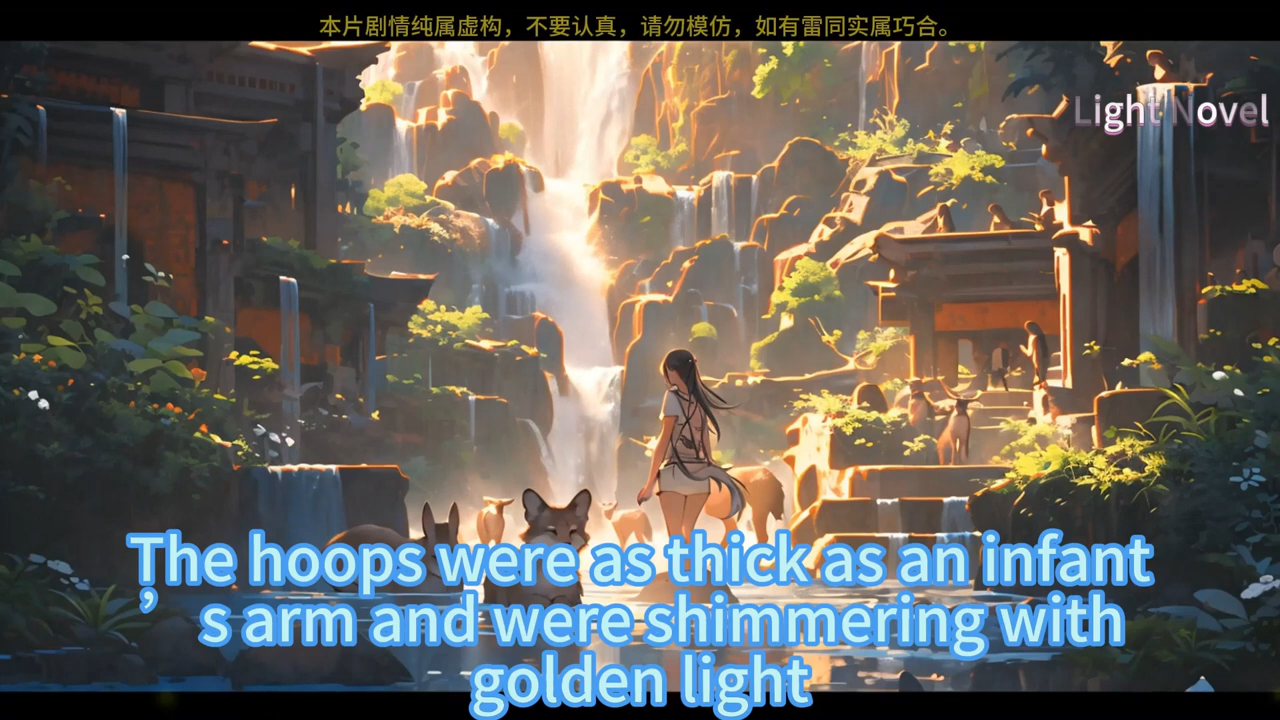 本片剧情纯属虚构，不要认真，请勿模仿，如有雷同实属巧合。
Light Novel
The hoops were as thick as an infant
’s arm and were shimmering with
golden light